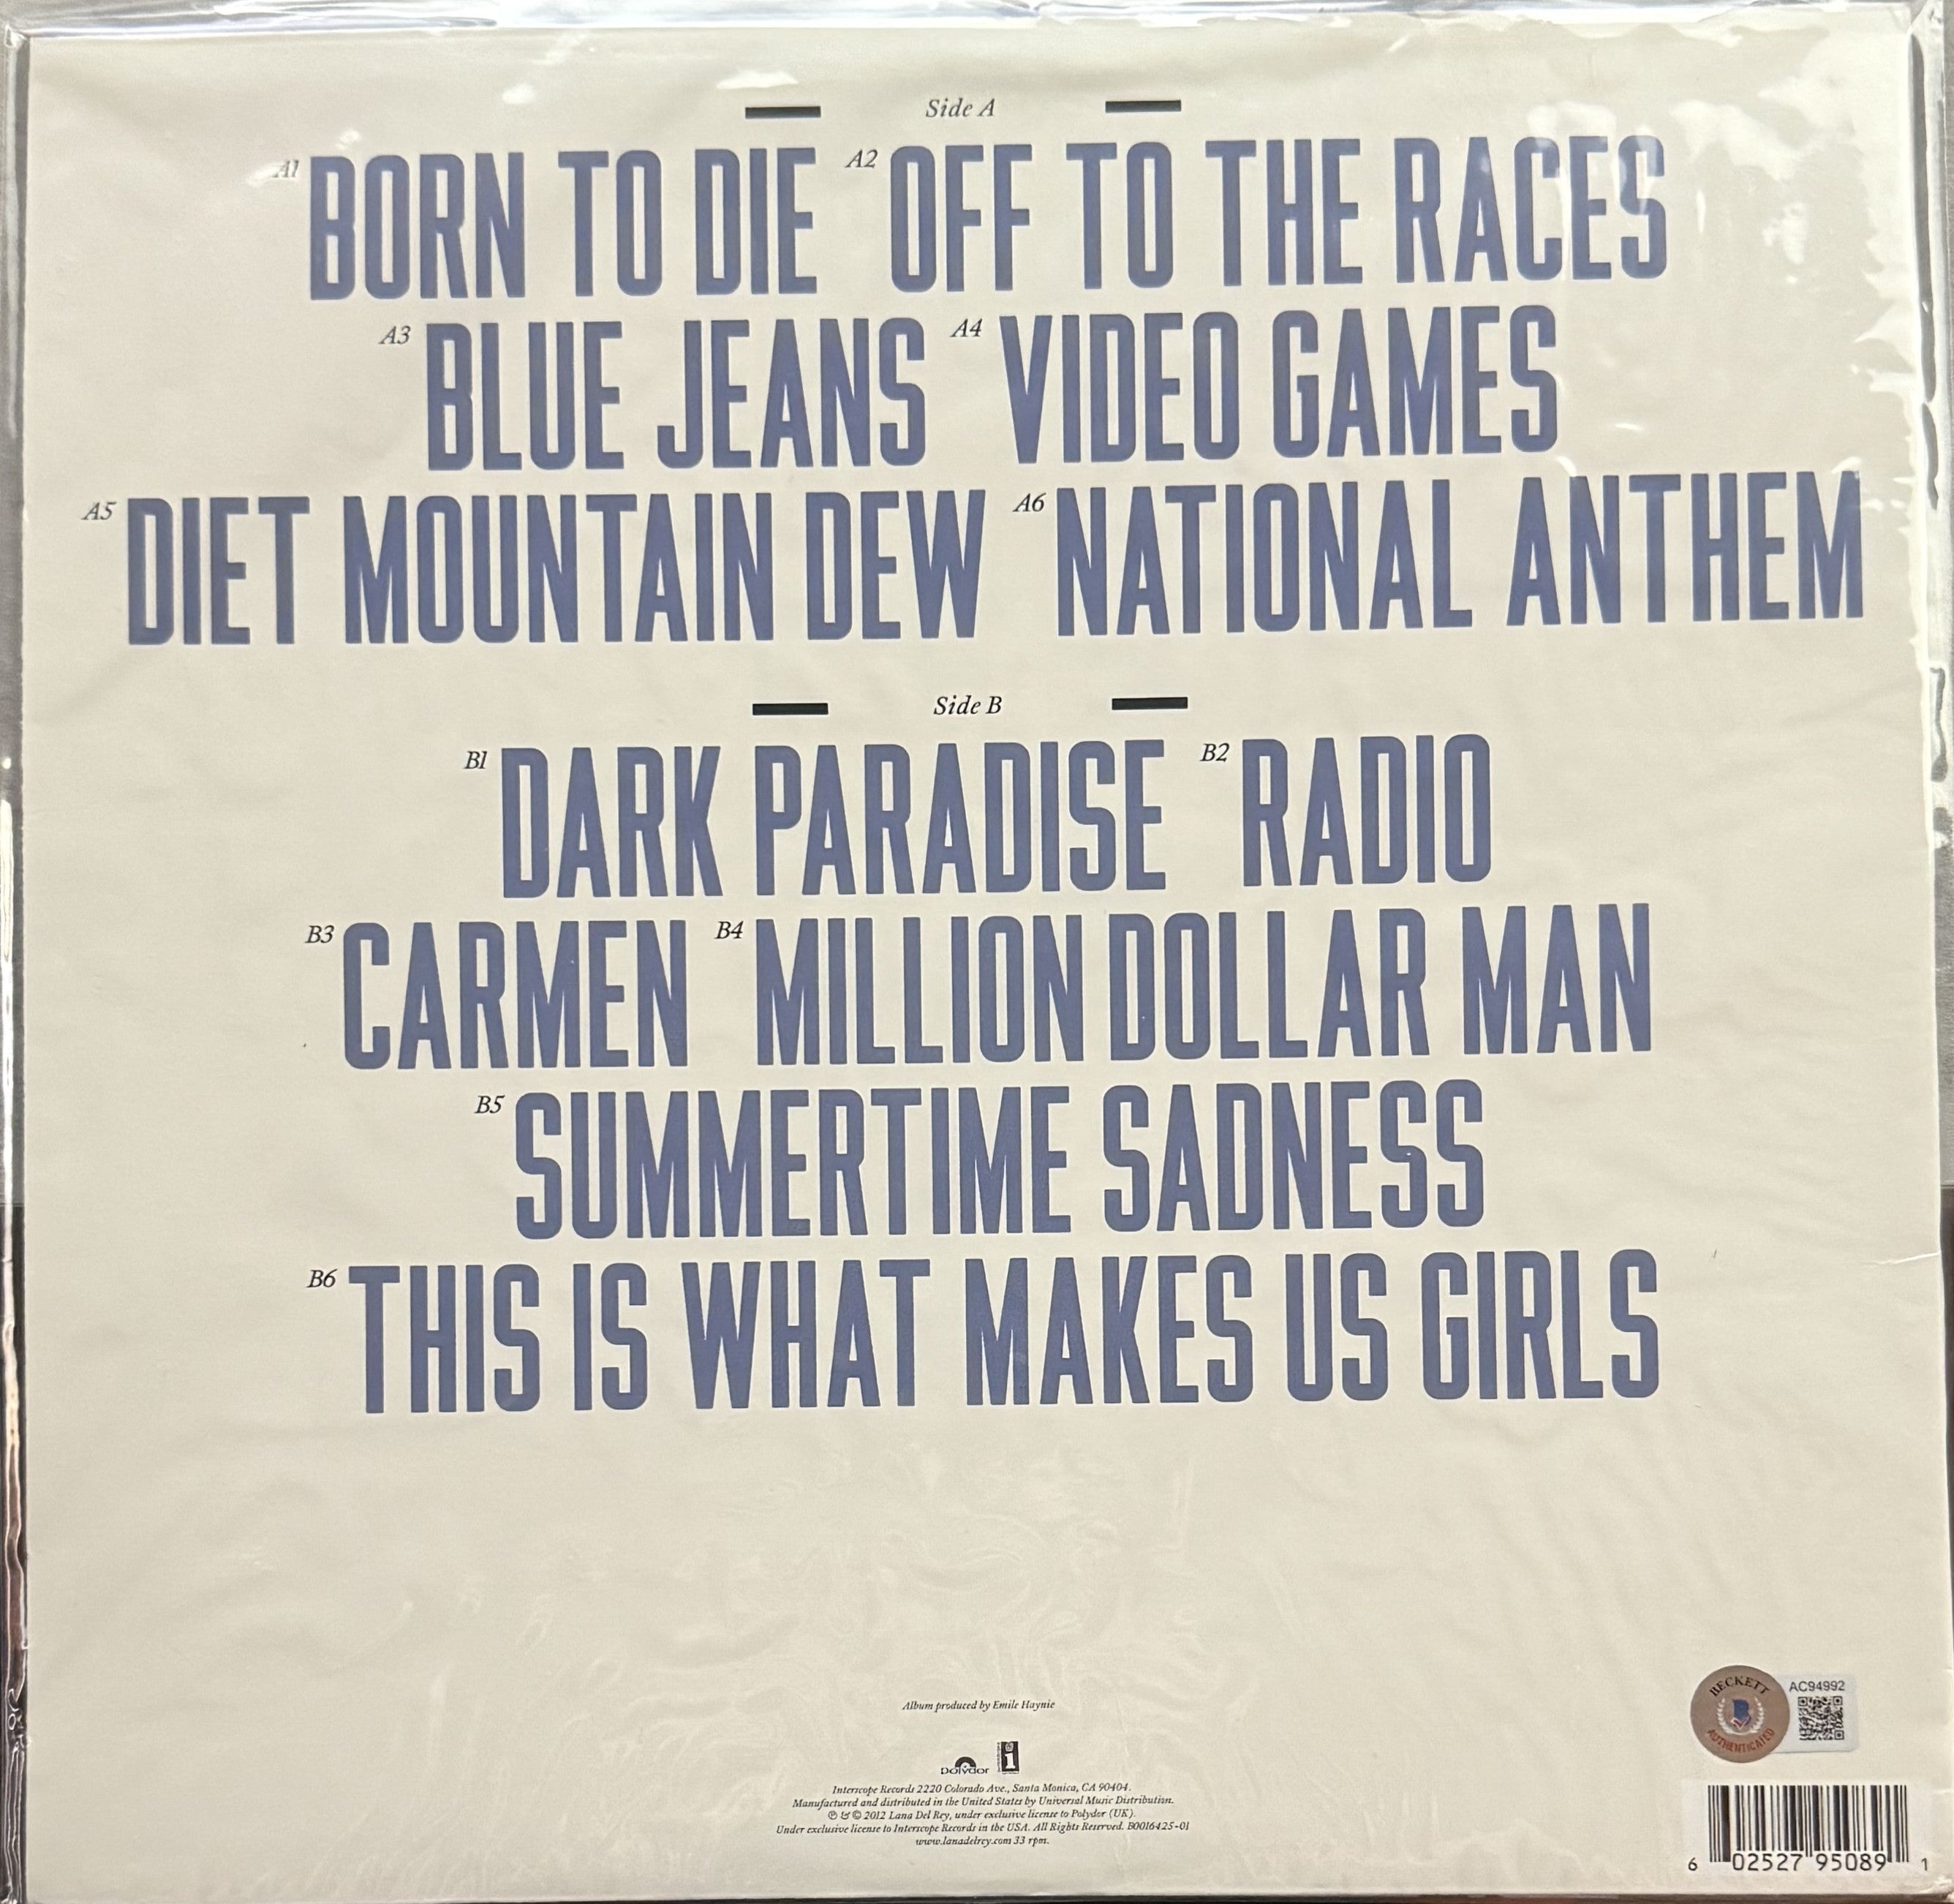 Side A
A1 BORN TO DIE A2 OFF TO THE RACES
A3 BLUE JEANS A4 VIDEO GAMES
A5 DIET MOUNTAIN DEW A6 NATIONAL ANTHEM
Side B
B1 DARK PARADISE B2 RADIO
B3 CARMEN B4 MILLION DOLLAR MAN
B5 SUMMERTIME SADNESS
B6 THIS IS WHAT MAKES US GIRLS
Album produced by Emile Haynie
polydor i
Interscope Records 2220 Colorado Ave., Santa Monica, CA 90404.
Manufactured and distributed in the United States by Universal Music Distribution.
℗ & © 2012 Lana Del Rey, under exclusive license to Polydor (UK).
Under exclusive license to Interscope Records in the USA. All Rights Reserved. B0016425-01
www.lanadelrey.com 33 rpm.
BECKETT
B
AUTHENTICATED
AC94992
6 02527 95089 1